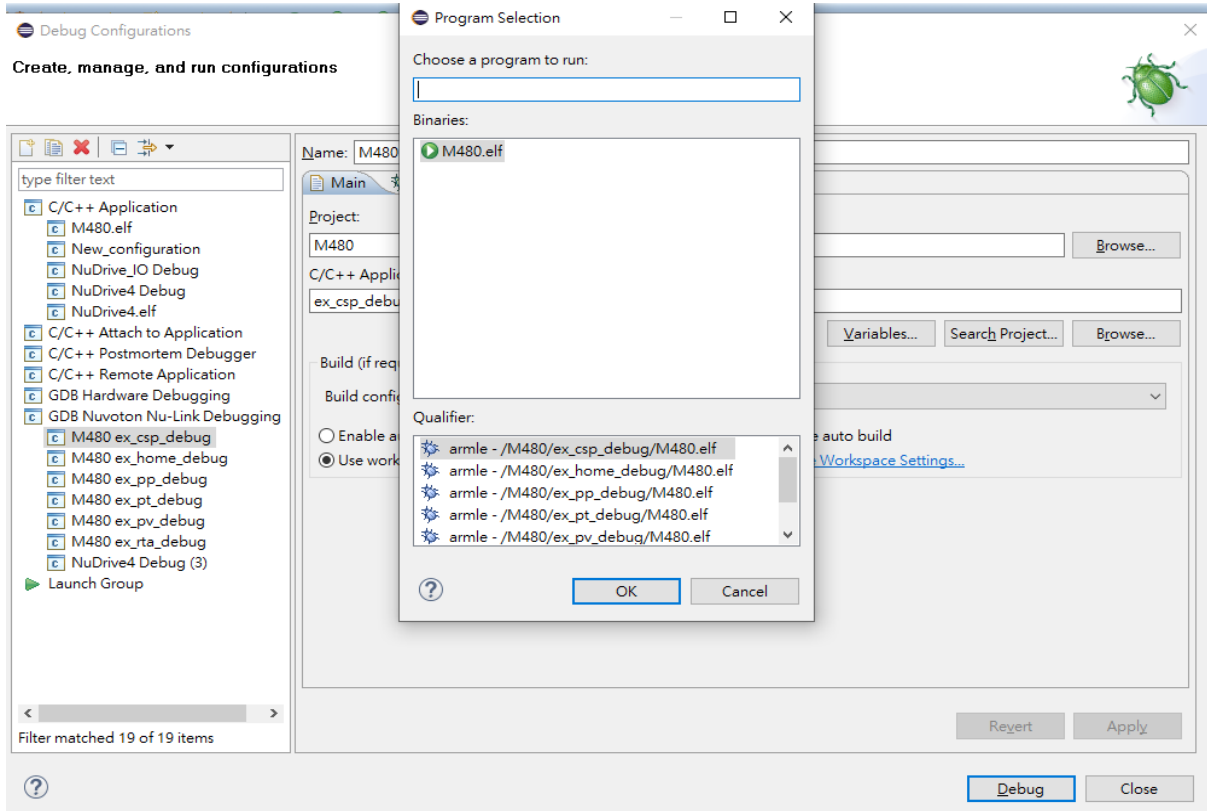 Debug Configurations
Create, manage, and run configurations
type filter text
C/C++ Application
M480.elf
New_configuration
NuDrive_IO Debug
NuDrive4 Debug
NuDrive4.elf
C/C++ Attach to Application
C/C++ Postmortem Debugger
C/C++ Remote Application
GDB Hardware Debugging
GDB Nuvoton Nu-Link Debugging
M480 ex_csp_debug
M480 ex_home_debug
M480 ex_pp_debug
M480 ex_pt_debug
M480 ex_pv_debug
M480 ex_rta_debug
NuDrive4 Debug (3)
Launch Group
Filter matched 19 of 19 items
Name: M480
Main
Project:
M480
Browse...
C/C++ Appli
ex_csp_debu
Variables...
Search Project...
Browse...
Build (if requ
Build config
Enable a
e auto build
Use work
Workspace Settings...
Revert
Apply
Debug
Close
Program Selection
Choose a program to run:
Binaries:
M480.elf
Qualifier:
armle - /M480/ex_csp_debug/M480.elf
armle - /M480/ex_home_debug/M480.elf
armle - /M480/ex_pp_debug/M480.elf
armle - /M480/ex_pt_debug/M480.elf
armle - /M480/ex_pv_debug/M480.elf
OK
Cancel